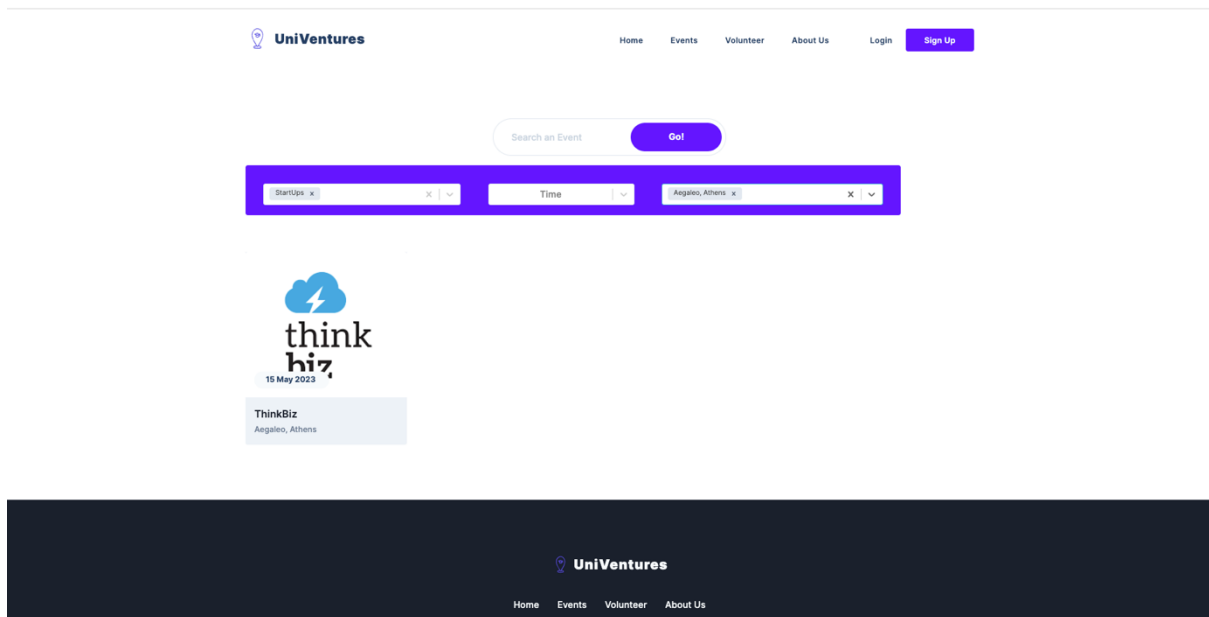 UniVentures
Home Events Volunteer About Us Login Sign Up
Search an Event Go!
StartUps x Time Aegaleo, Athens x
think
biz
15 May 2023
ThinkBiz
Aegaleo, Athens
UniVentures
Home Events Volunteer About Us